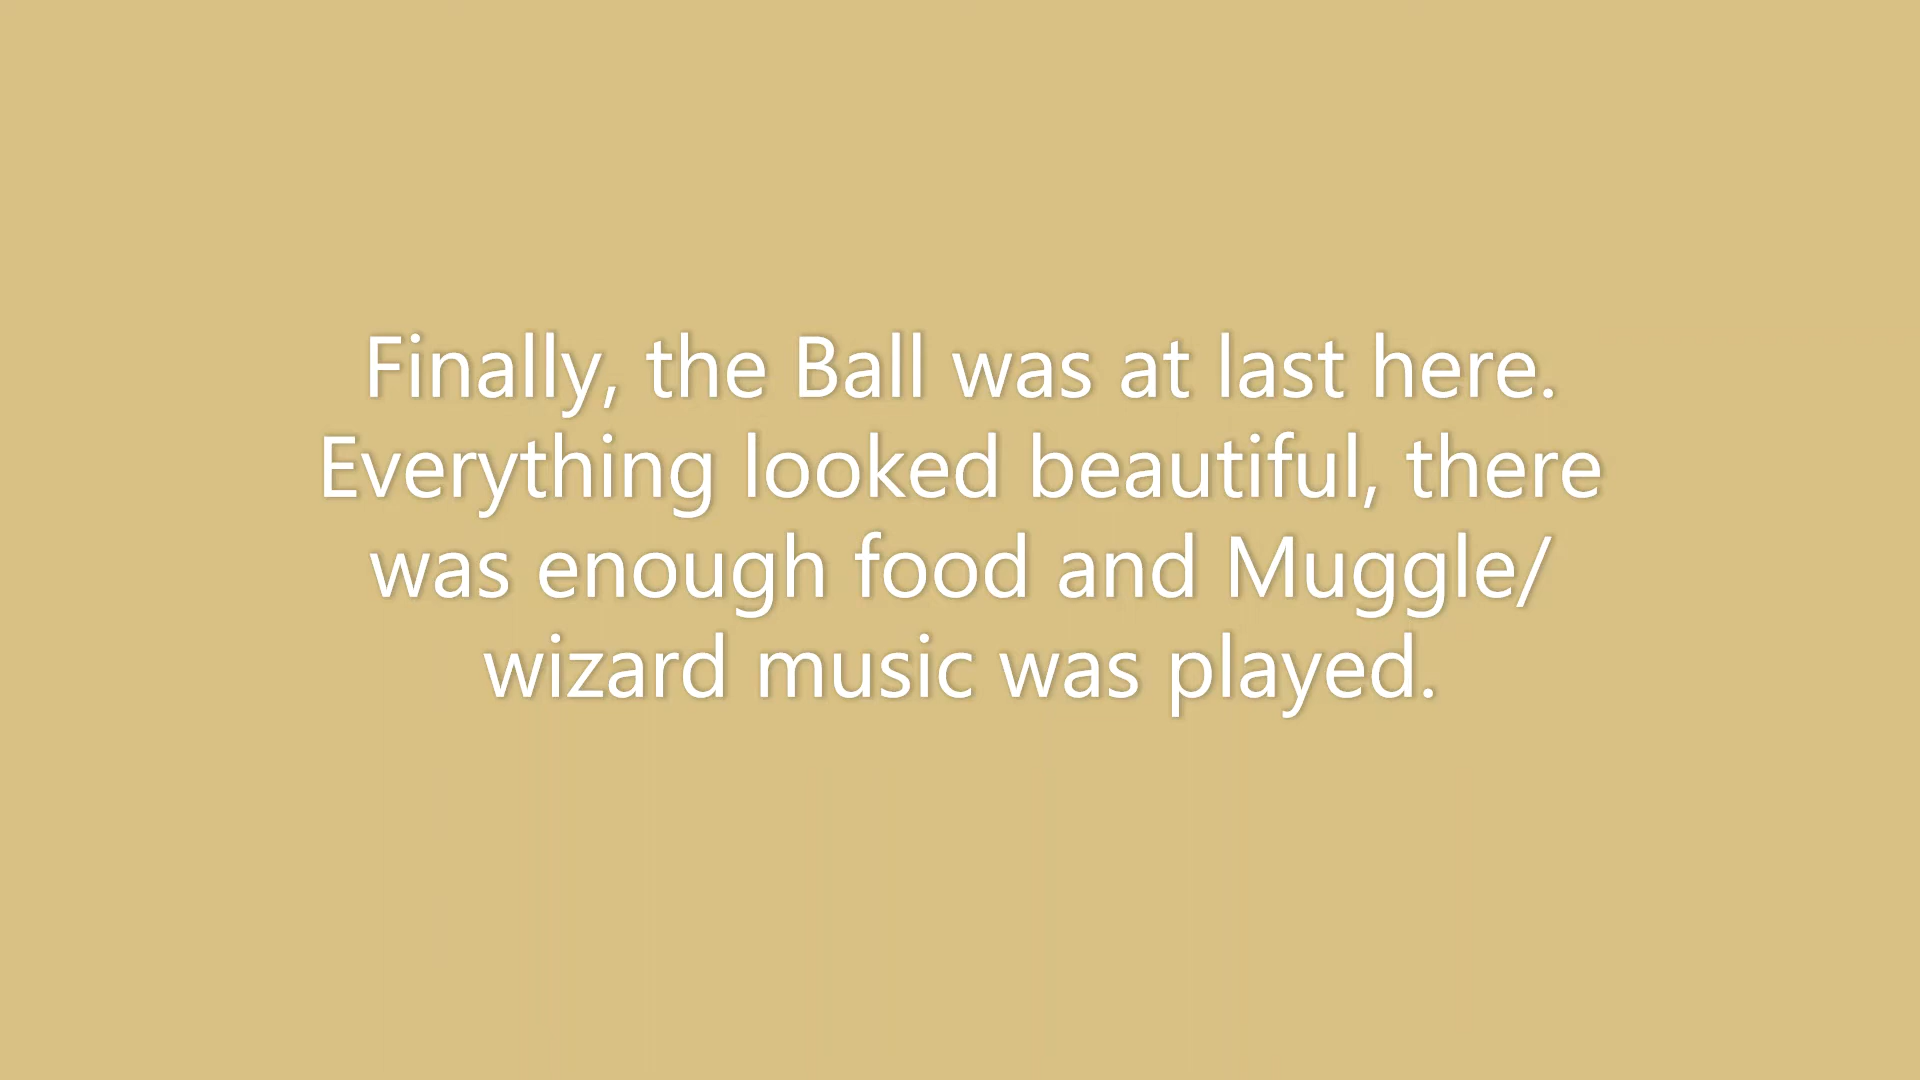 Finally, the Ball was at last here.
Everything looked beautiful, there
was enough food and Muggle/
wizard music was played.